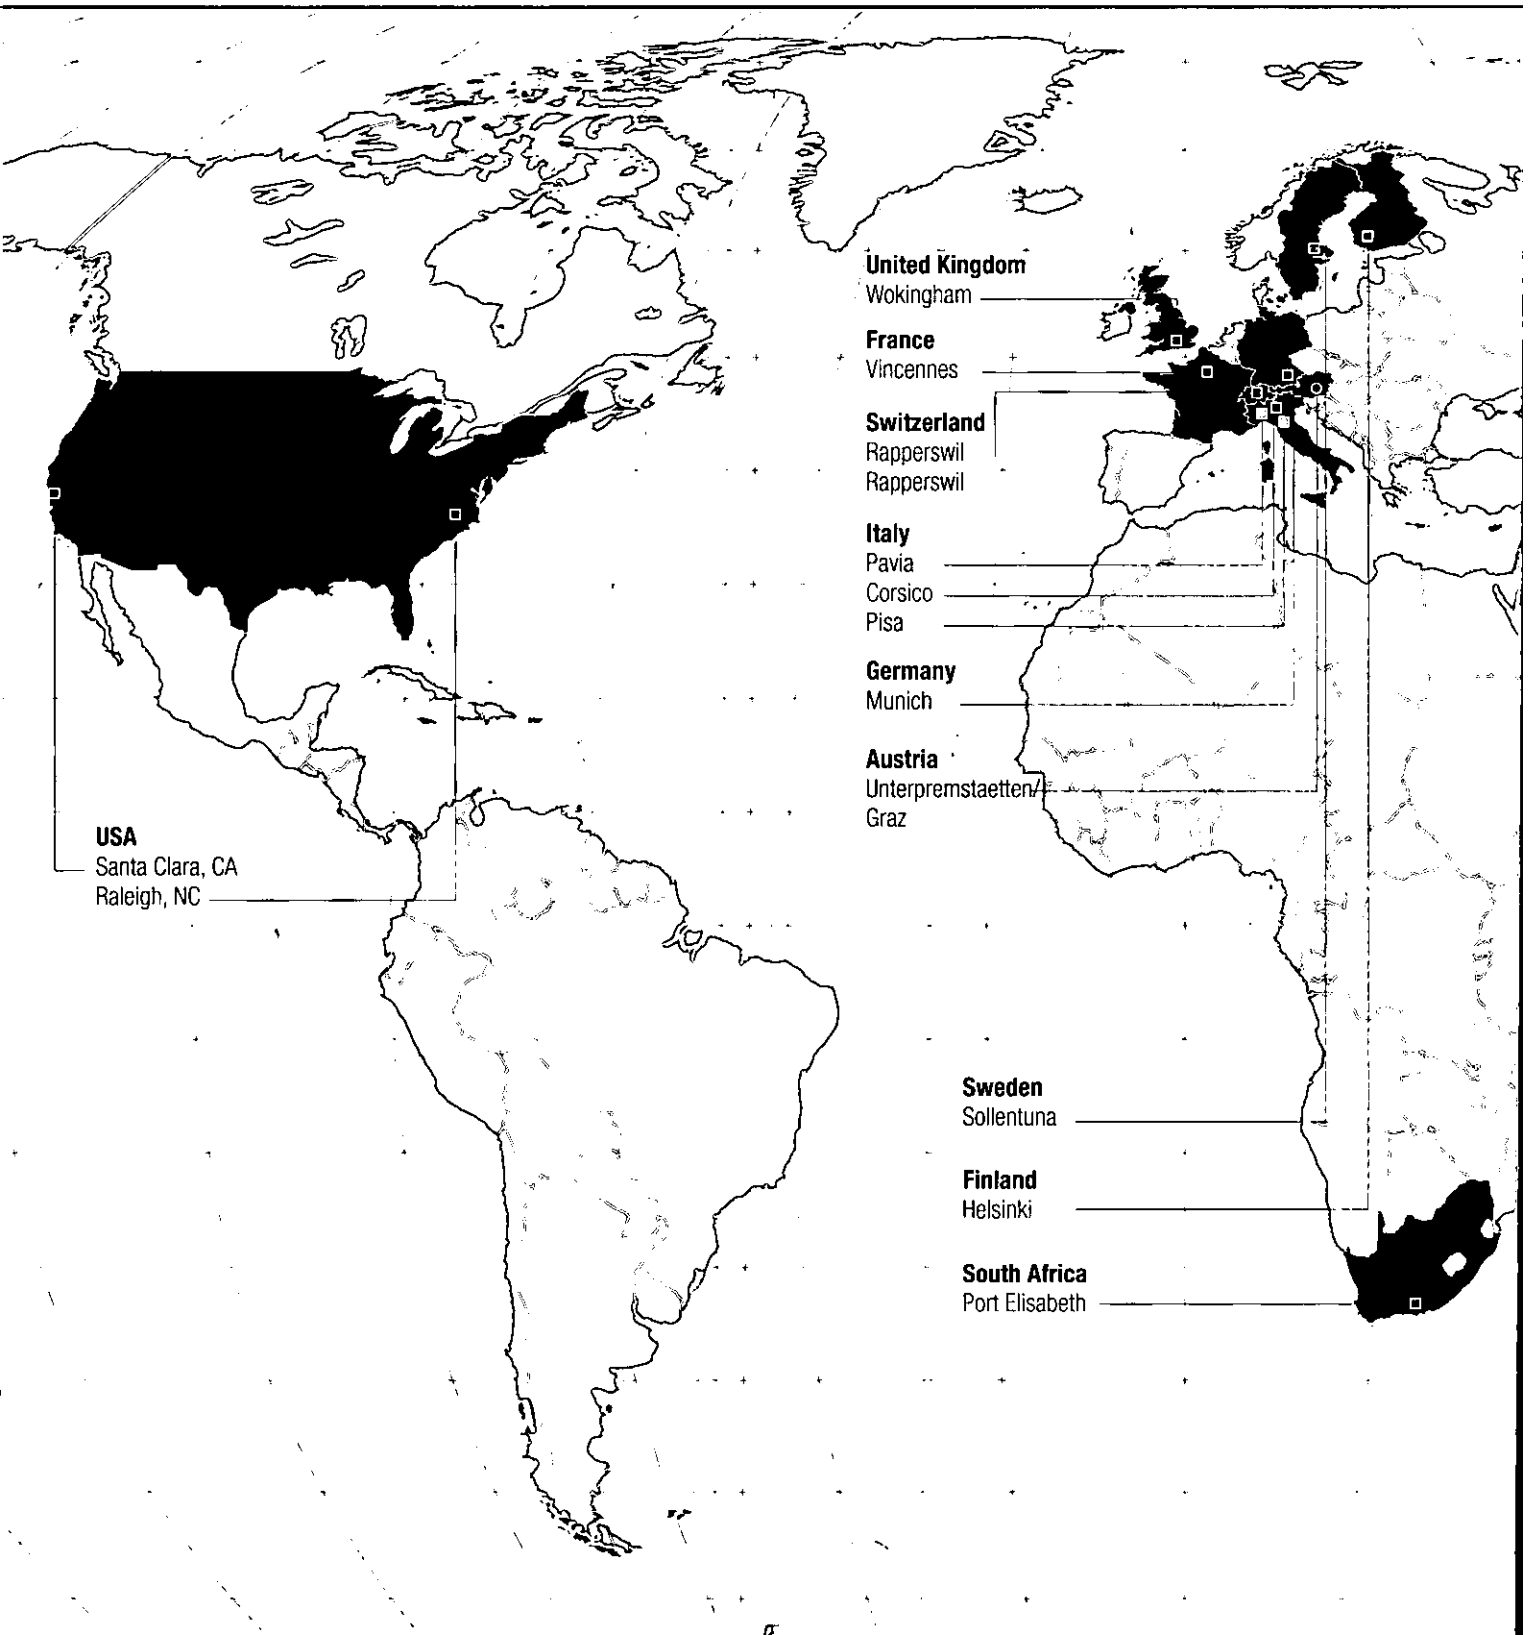 United Kingdom
Wokingham
France
Vincennes
Switzerland
Rapperswil
Rapperswil
Italy
Pavia
Corsico
Pisa
Germany
Munich
Austria
Unterpremstaetten/
Graz
USA
Santa Clara, CA
Raleigh, NC
Sweden
Sollentuna
Finland
Helsinki
South Africa
Port Elisabeth